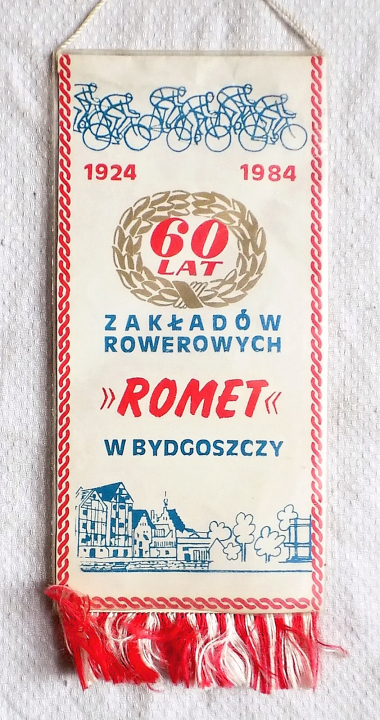 1924 1984
60
LAT
ZAKŁADÓW
ROWEROWYCH
»ROMET«
W BYDGOSZCZY